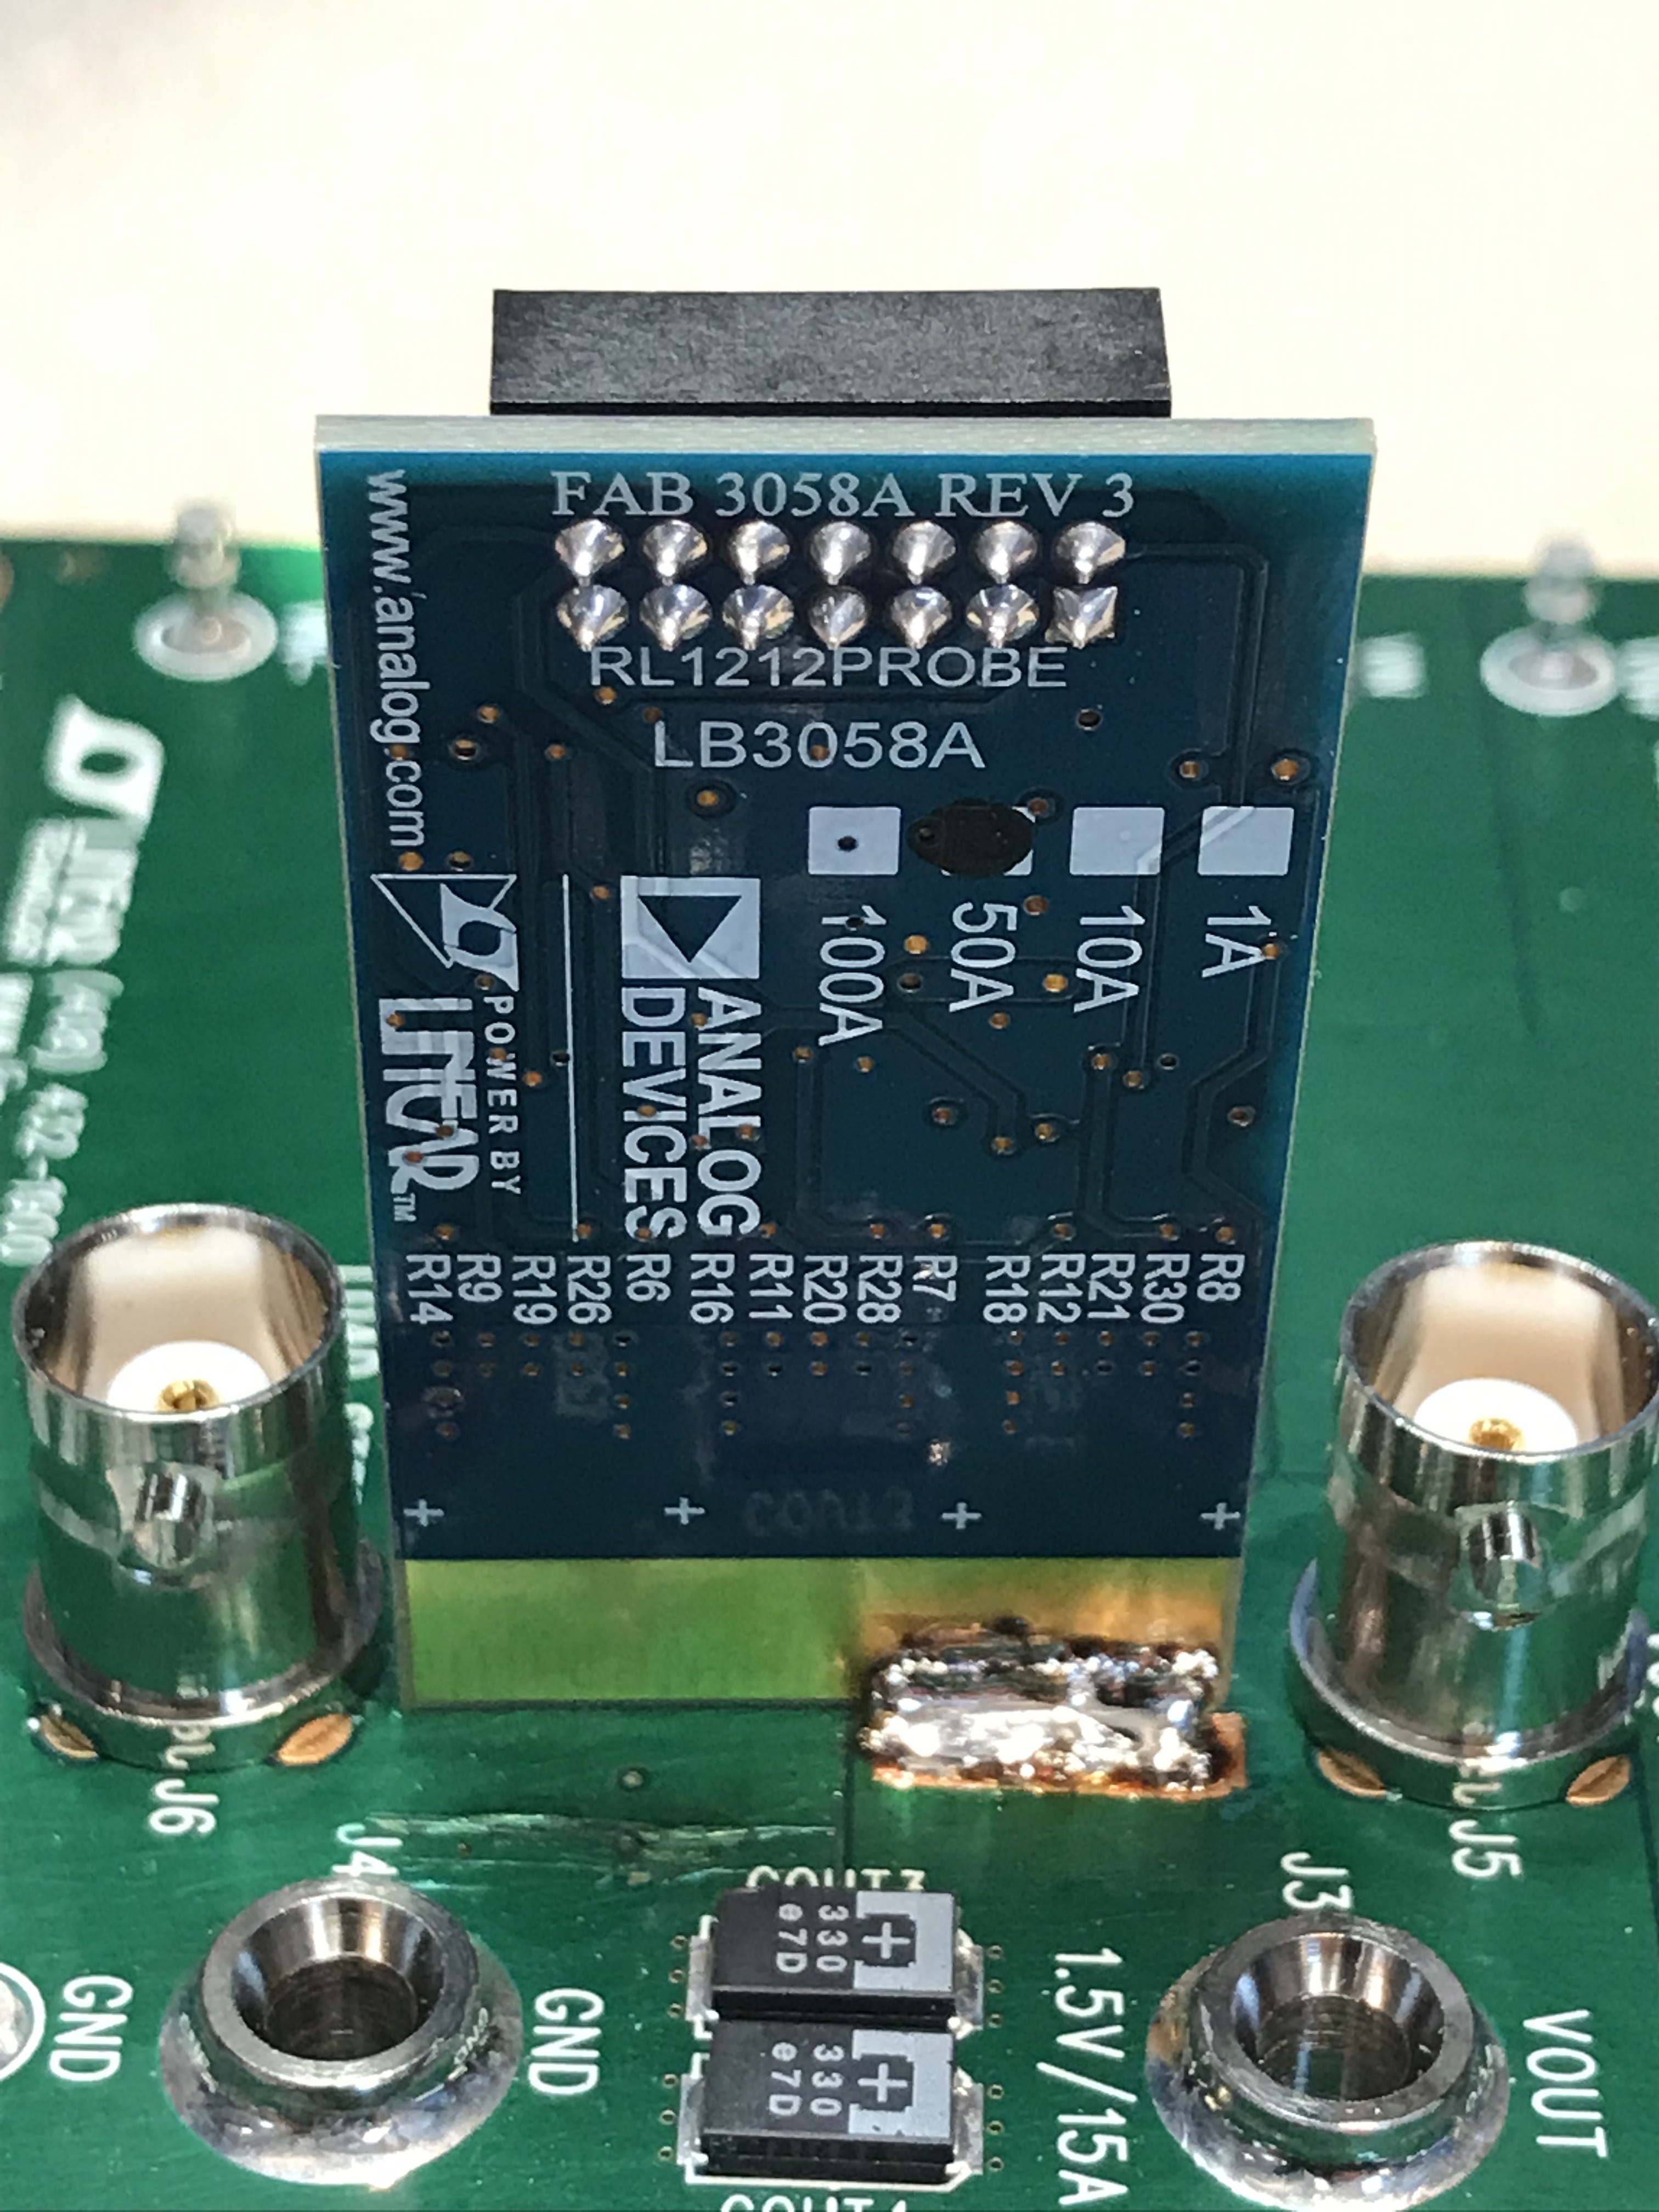 FAB 3058A REV 3
RL1212PROBE
LB3058A
www.analog.com
100A
50A
10A
1A
ANALOG
DEVICES
POWER BY
LINEAR™
R14
R9
R19
R26
R6
R16
R11
R20
R28
R7
R18
R12
R21
R30
R8
+
+
+
+
J6
J5
J4
J3
COUT3
+
330
e7D
+
330
e7D
GND
GND
1.5V/15A
VOUT